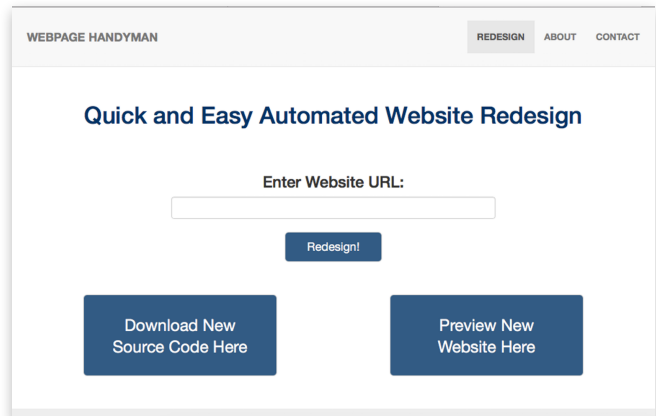 WEBPAGE HANDYMAN
REDESIGN ABOUT CONTACT
Quick and Easy Automated Website Redesign
Enter Website URL:
Redesign!
Download New
Source Code Here
Preview New
Website Here